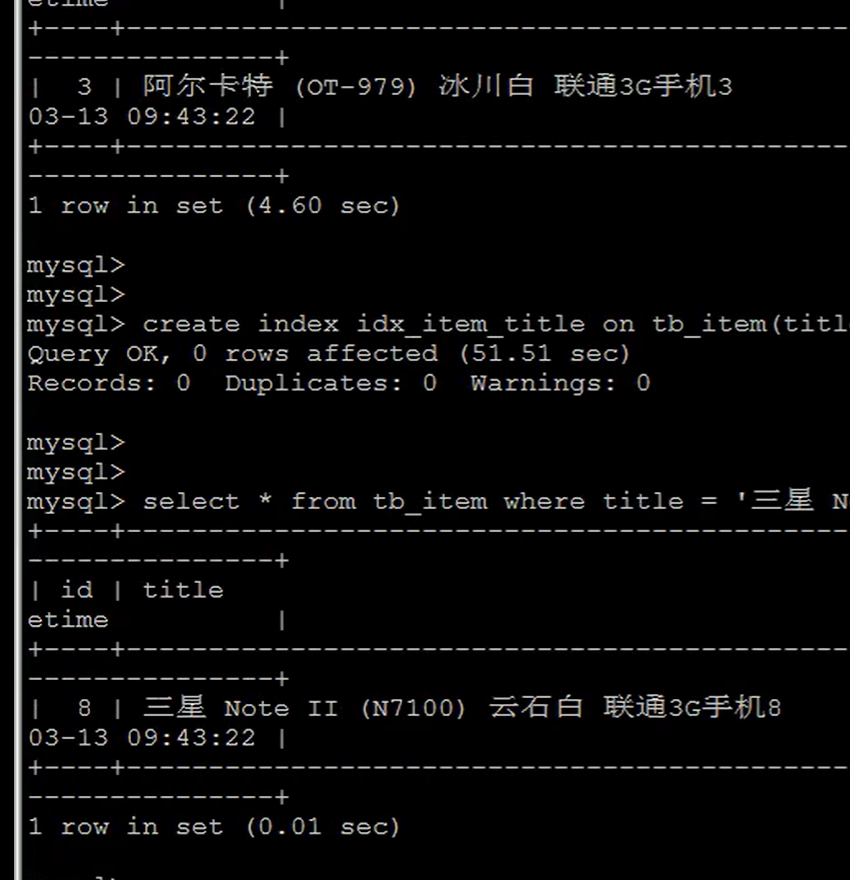 etime |
+----+--------------------------------------------
---------------+
| 3 | 阿尔卡特 (OT-979) 冰川白 联通3G手机3
03-13 09:43:22 |
+----+--------------------------------------------
---------------+
1 row in set (4.60 sec)
mysql>
mysql>
mysql> create index idx_item_title on tb_item(titl
Query OK, 0 rows affected (51.51 sec)
Records: 0 Duplicates: 0 Warnings: 0
mysql>
mysql>
mysql> select * from tb_item where title = '三星 N
+----+--------------------------------------------
---------------+
| id | title
etime |
+----+--------------------------------------------
---------------+
| 8 | 三星 Note II (N7100) 云石白 联通3G手机8
03-13 09:43:22 |
+----+--------------------------------------------
---------------+
1 row in set (0.01 sec)